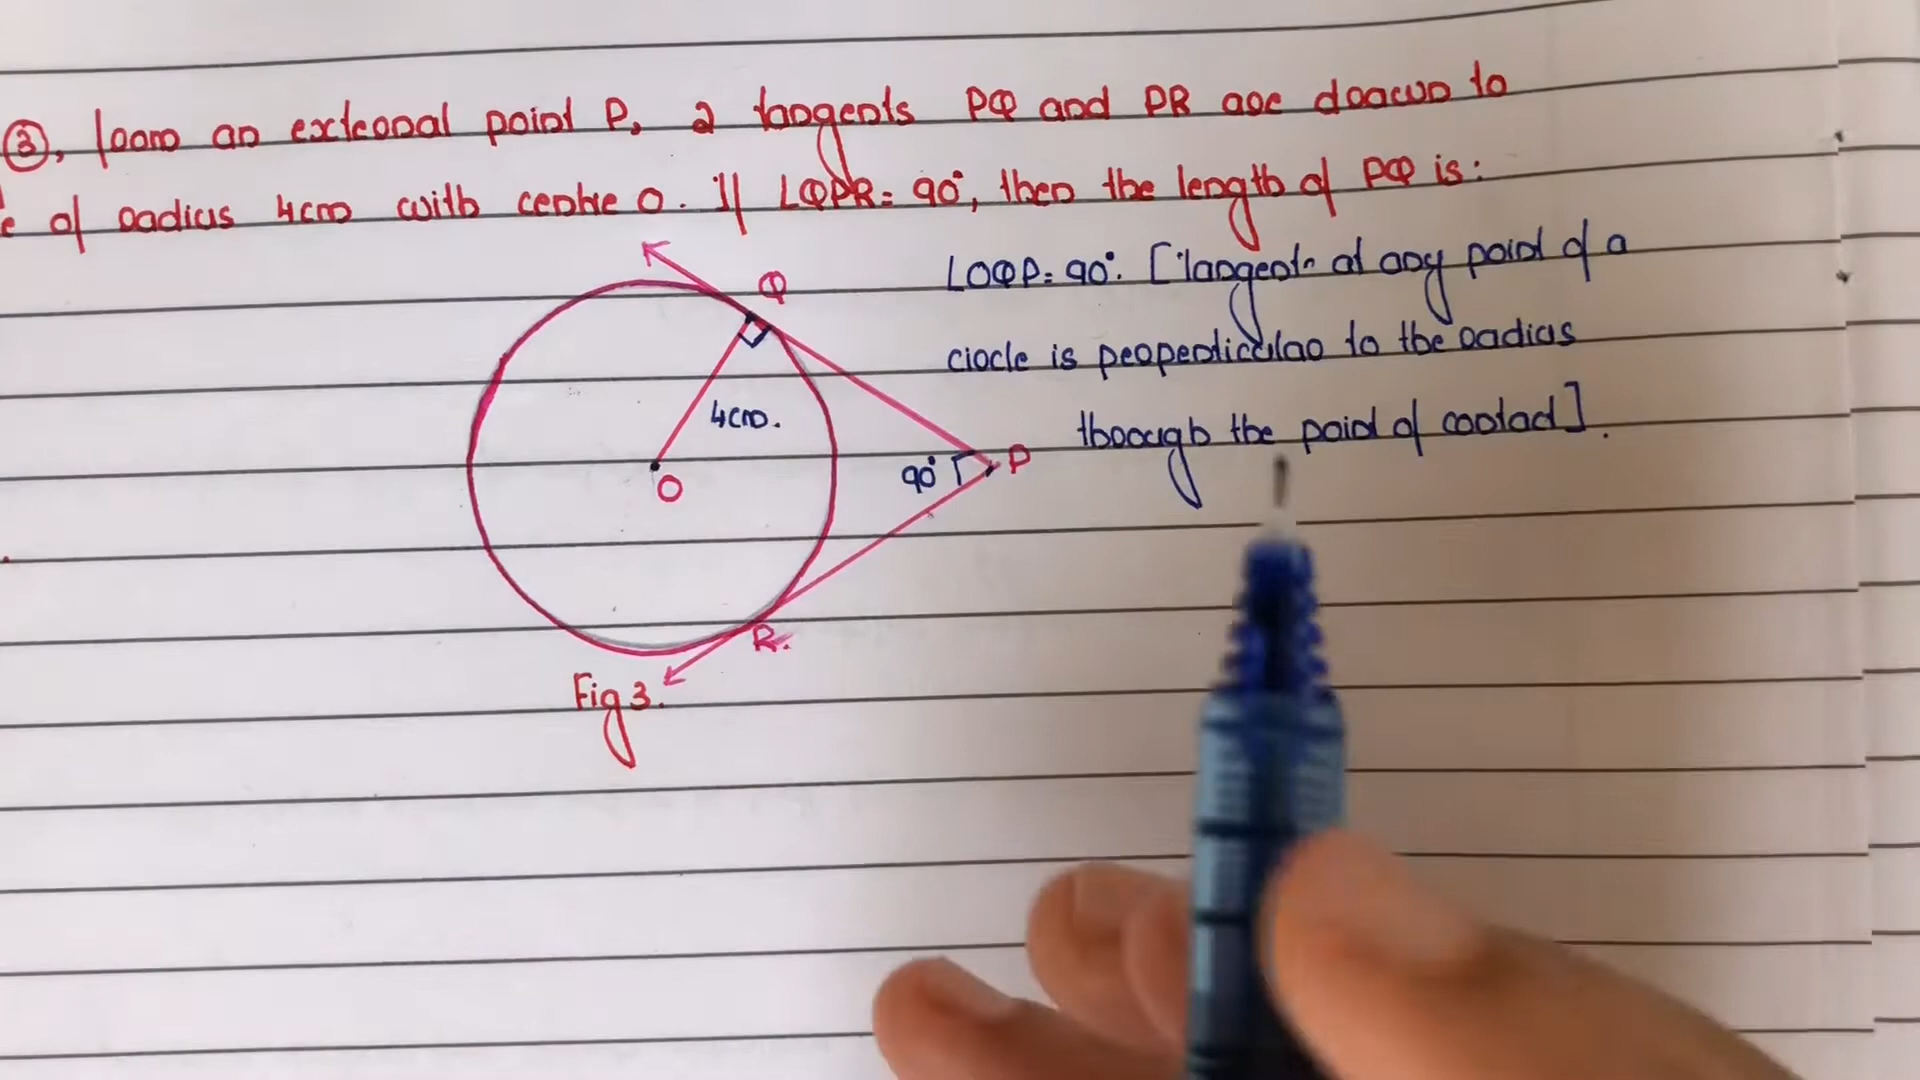 ③, from an external point P, 2 tangents PQ and PR are drawn to
e of radius 4cm with centre O. If ∠QPR= 90°, then the length of PQ is:
∠OQP= 90°. [Tangent at any point of a
circle is perpendicular to the radius
through the point of contact].
Q
4cm.
90°
P
O
R.
Fig 3.